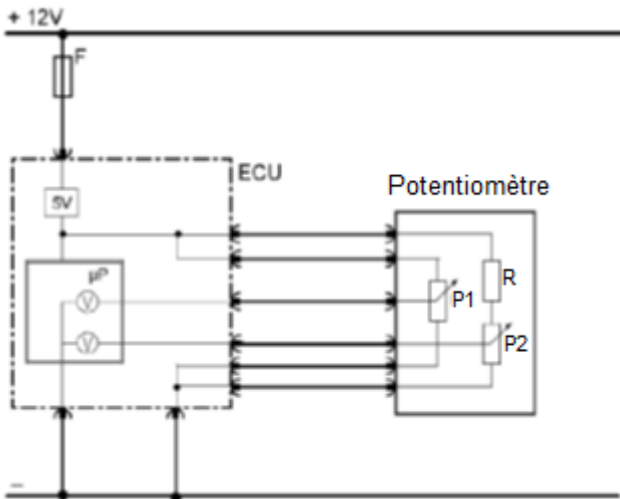 + 12V
F
ECU
5V
Potentiomètre
µP
R
P1
V
P2
V
–